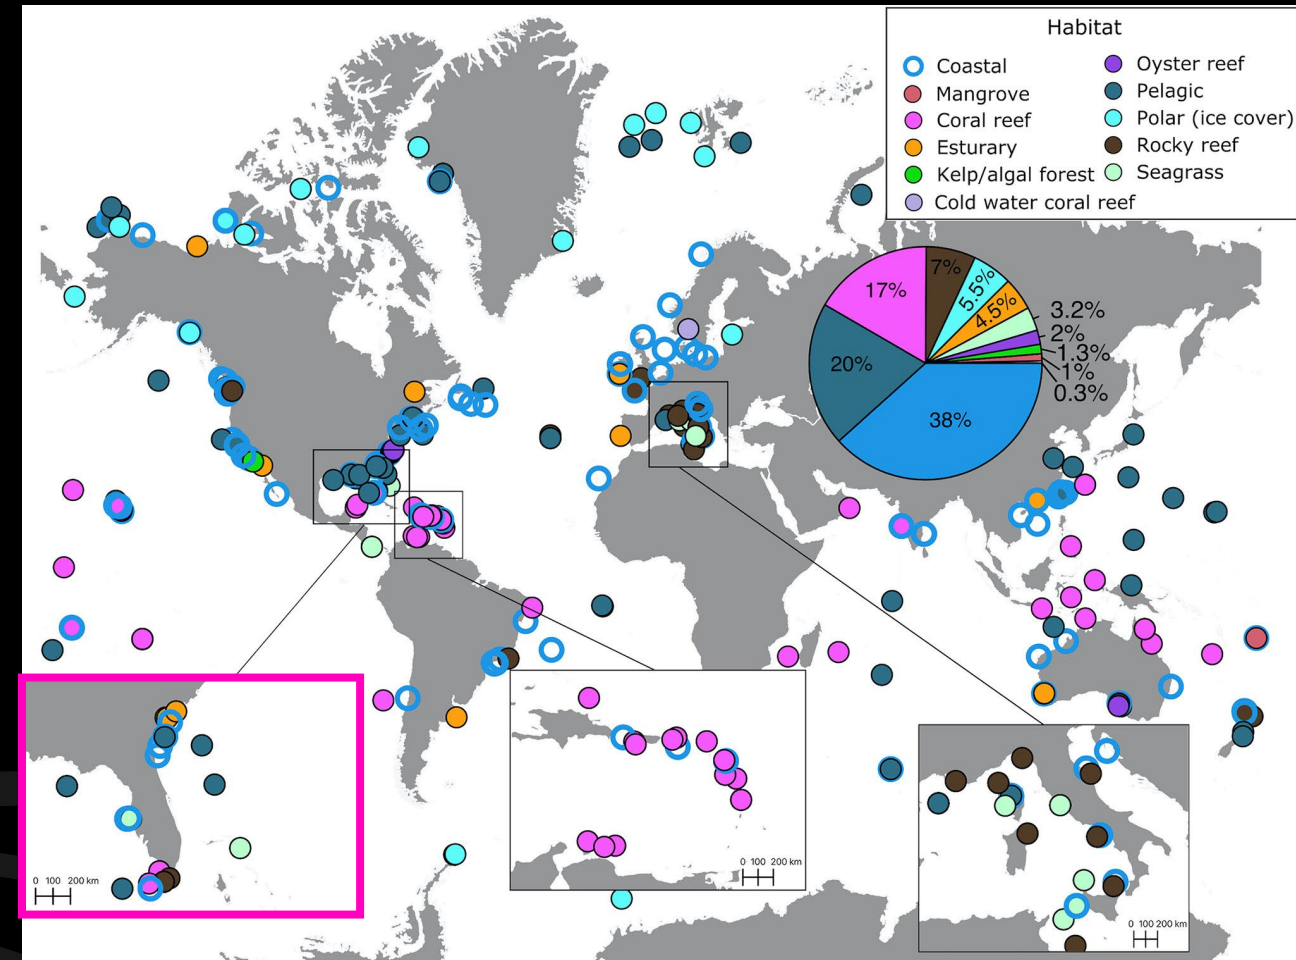 Habitat
Coastal
Mangrove
Coral reef
Esturary
Kelp/algal forest
Cold water coral reef
Oyster reef
Pelagic
Polar (ice cover)
Rocky reef
Seagrass
7%
5.5%
4.5%
3.2%
2%
1.3%
1%
0.3%
17%
20%
38%
0 100 200 km
0 100 200 km
0 100 200 km